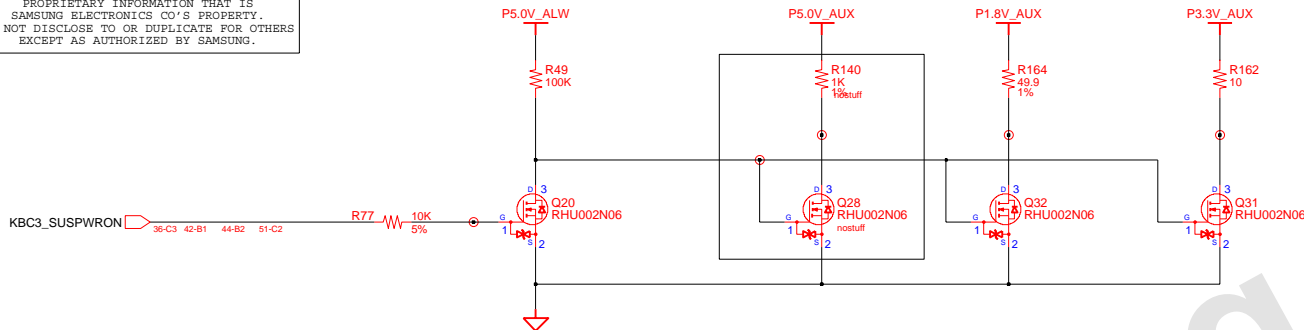 PROPRIETARY INFORMATION THAT IS
SAMSUNG ELECTRONICS CO'S PROPERTY.
NOT DISCLOSE TO OR DUPLICATE FOR OTHERS
EXCEPT AS AUTHORIZED BY SAMSUNG.
P5.0V_ALW
P5.0V_AUX
P1.8V_AUX
P3.3V_AUX
R49
100K
R140
1K
1%
nostuff
R164
49.9
1%
R162
10
KBC3_SUSPWRON
36-C3 42-B1 44-B2 51-C2
R77
10K
5%
D 3
Q20
RHU002N06
G
1
S 2
D 3
Q28
RHU002N06
nostuff
G
1
S 2
D 3
Q32
RHU002N06
G
1
S 2
D 3
Q31
RHU002N06
G
1
S 2